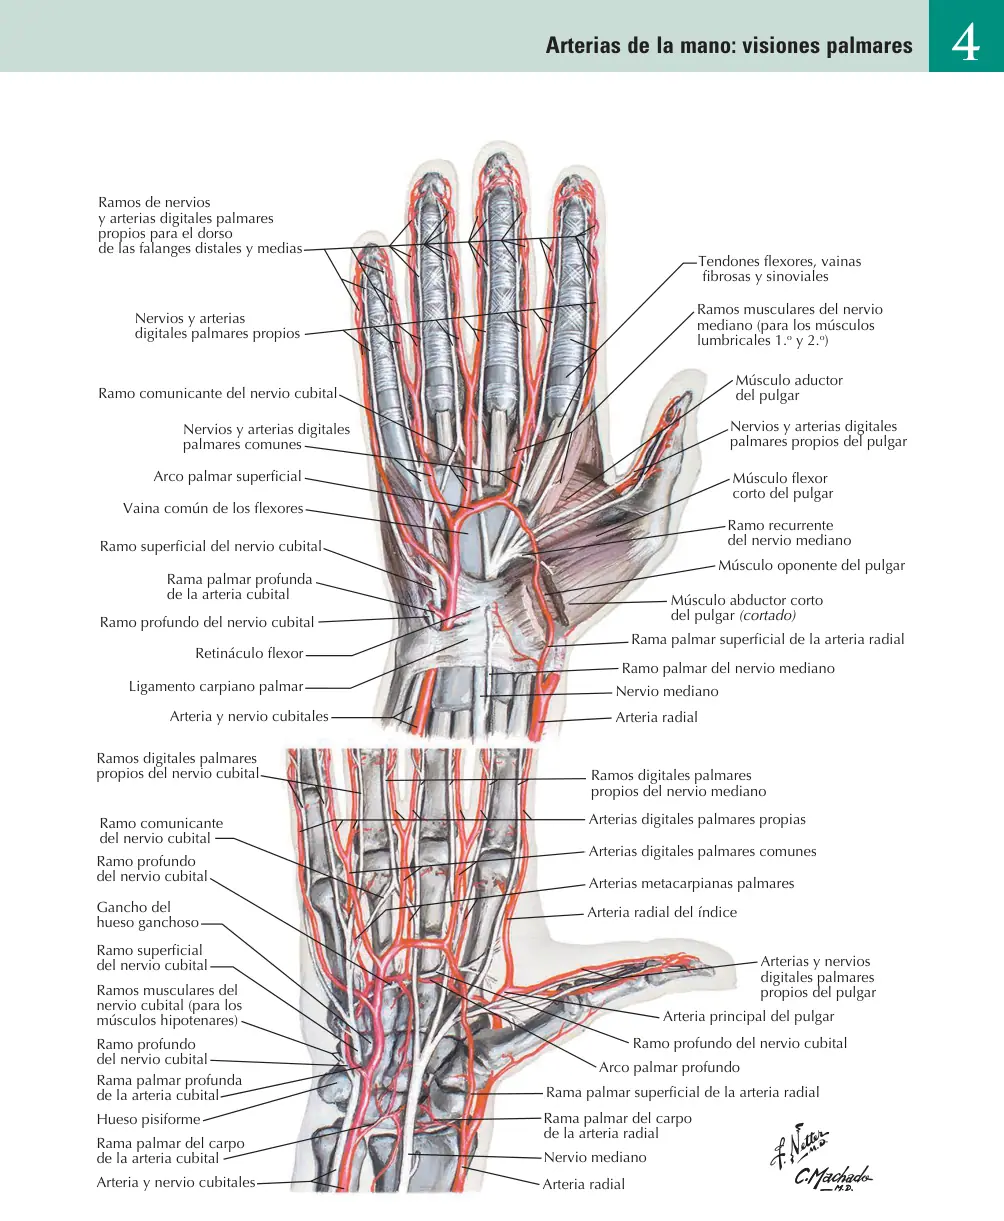 Arterias de la mano: visiones palmares
4
Ramos de nervios
y arterias digitales palmares
propios para el dorso
de las falanges distales y medias
Nervios y arterias
digitales palmares propios
Ramo comunicante del nervio cubital
Nervios y arterias digitales
palmares comunes
Arco palmar superficial
Vaina común de los flexores
Ramo superficial del nervio cubital
Rama palmar profunda
de la arteria cubital
Ramo profundo del nervio cubital
Retináculo flexor
Ligamento carpiano palmar
Arteria y nervio cubitales
Tendones flexores, vainas
fibrosas y sinoviales
Ramos musculares del nervio
mediano (para los músculos
lumbricales 1.º y 2.º)
Músculo aductor
del pulgar
Nervios y arterias digitales
palmares propios del pulgar
Músculo flexor
corto del pulgar
Ramo recurrente
del nervio mediano
Músculo oponente del pulgar
Músculo abductor corto
del pulgar (cortado)
Rama palmar superficial de la arteria radial
Ramo palmar del nervio mediano
Nervio mediano
Arteria radial
Ramos digitales palmares
propios del nervio cubital
Ramo comunicante
del nervio cubital
Ramo profundo
del nervio cubital
Gancho del
hueso ganchoso
Ramo superficial
del nervio cubital
Ramos musculares del
nervio cubital (para los
músculos hipotenares)
Ramo profundo
del nervio cubital
Rama palmar profunda
de la arteria cubital
Hueso pisiforme
Rama palmar del carpo
de la arteria cubital
Arteria y nervio cubitales
Ramos digitales palmares
propios del nervio mediano
Arterias digitales palmares propias
Arterias digitales palmares comunes
Arterias metacarpianas palmares
Arteria radial del índice
Arterias y nervios
digitales palmares
propios del pulgar
Arteria principal del pulgar
Ramo profundo del nervio cubital
Arco palmar profundo
Rama palmar superficial de la arteria radial
Rama palmar del carpo
de la arteria radial
Nervio mediano
Arteria radial
F. Netter
M.D.
C. Machado
M.D.